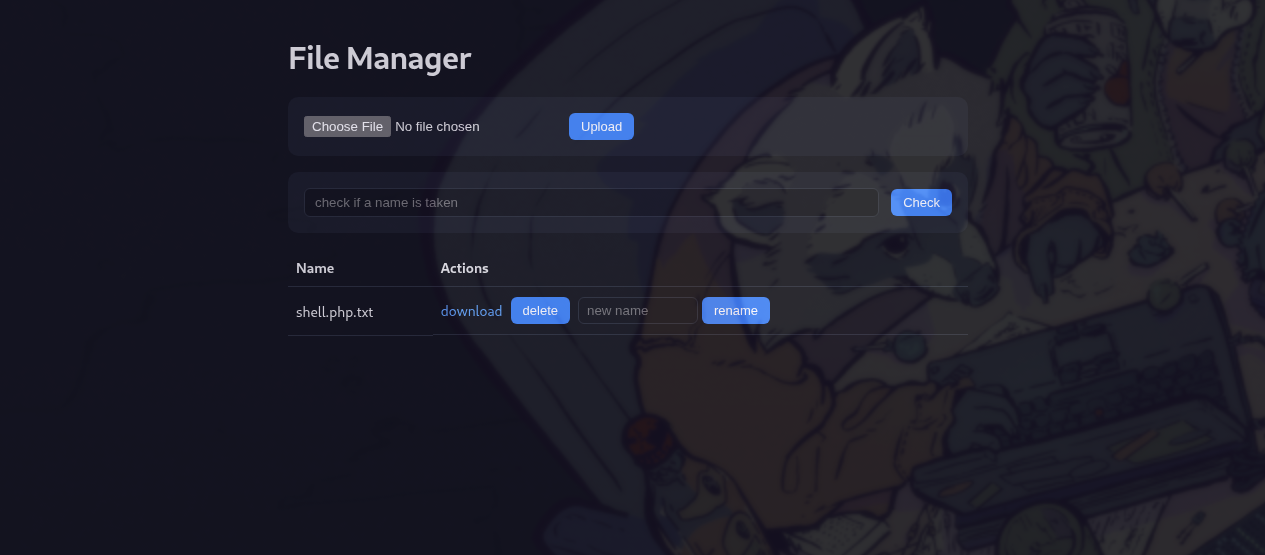 File Manager
Choose File No file chosen Upload
check if a name is taken Check
Name Actions
shell.php.txt download delete new name rename